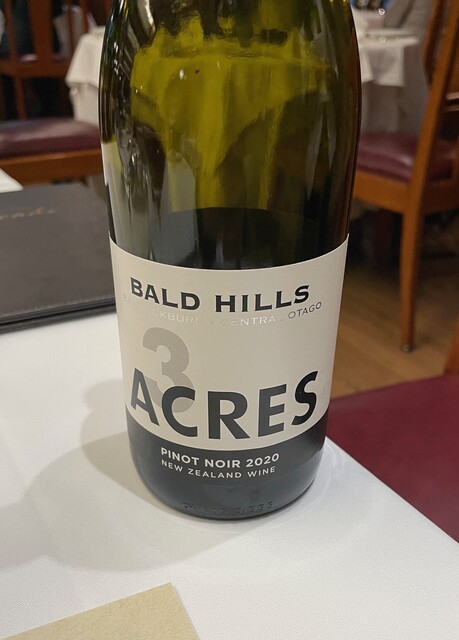 BALD HILLS
CENTRAL OTAGO
3
ACRES
PINOT NOIR 2020
NEW ZEALAND WINE